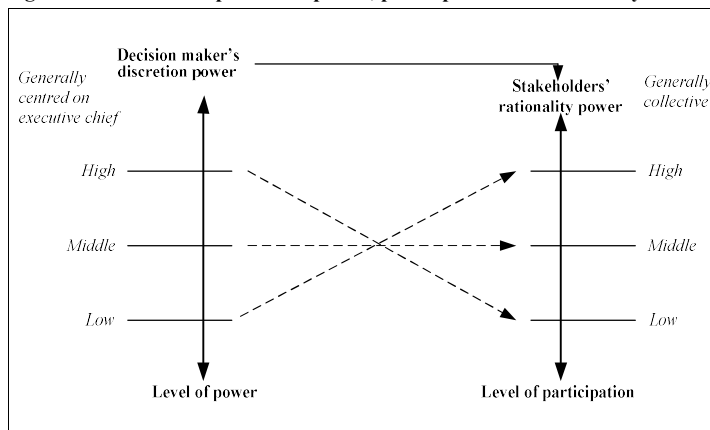 Decision maker's
discretion power
Generally
centred on
executive chief
Stakeholders'
rationality power
Generally
collective
High
High
Middle
Middle
Low
Low
Level of power
Level of participation